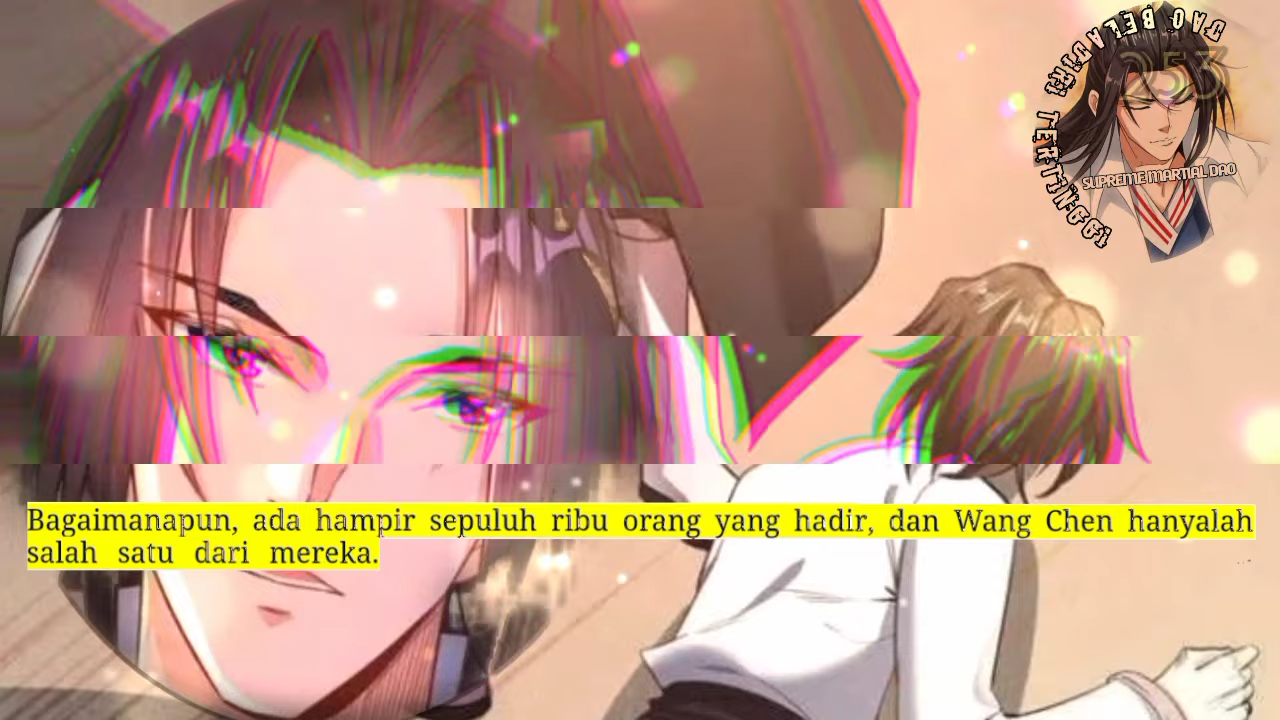 DAO BELADIRI TERTINGGI
253
SUPREME MARTIAL DAO
Bagaimanapun, ada hampir sepuluh ribu orang yang hadir, dan Wang Chen hanyalah
salah satu dari mereka.